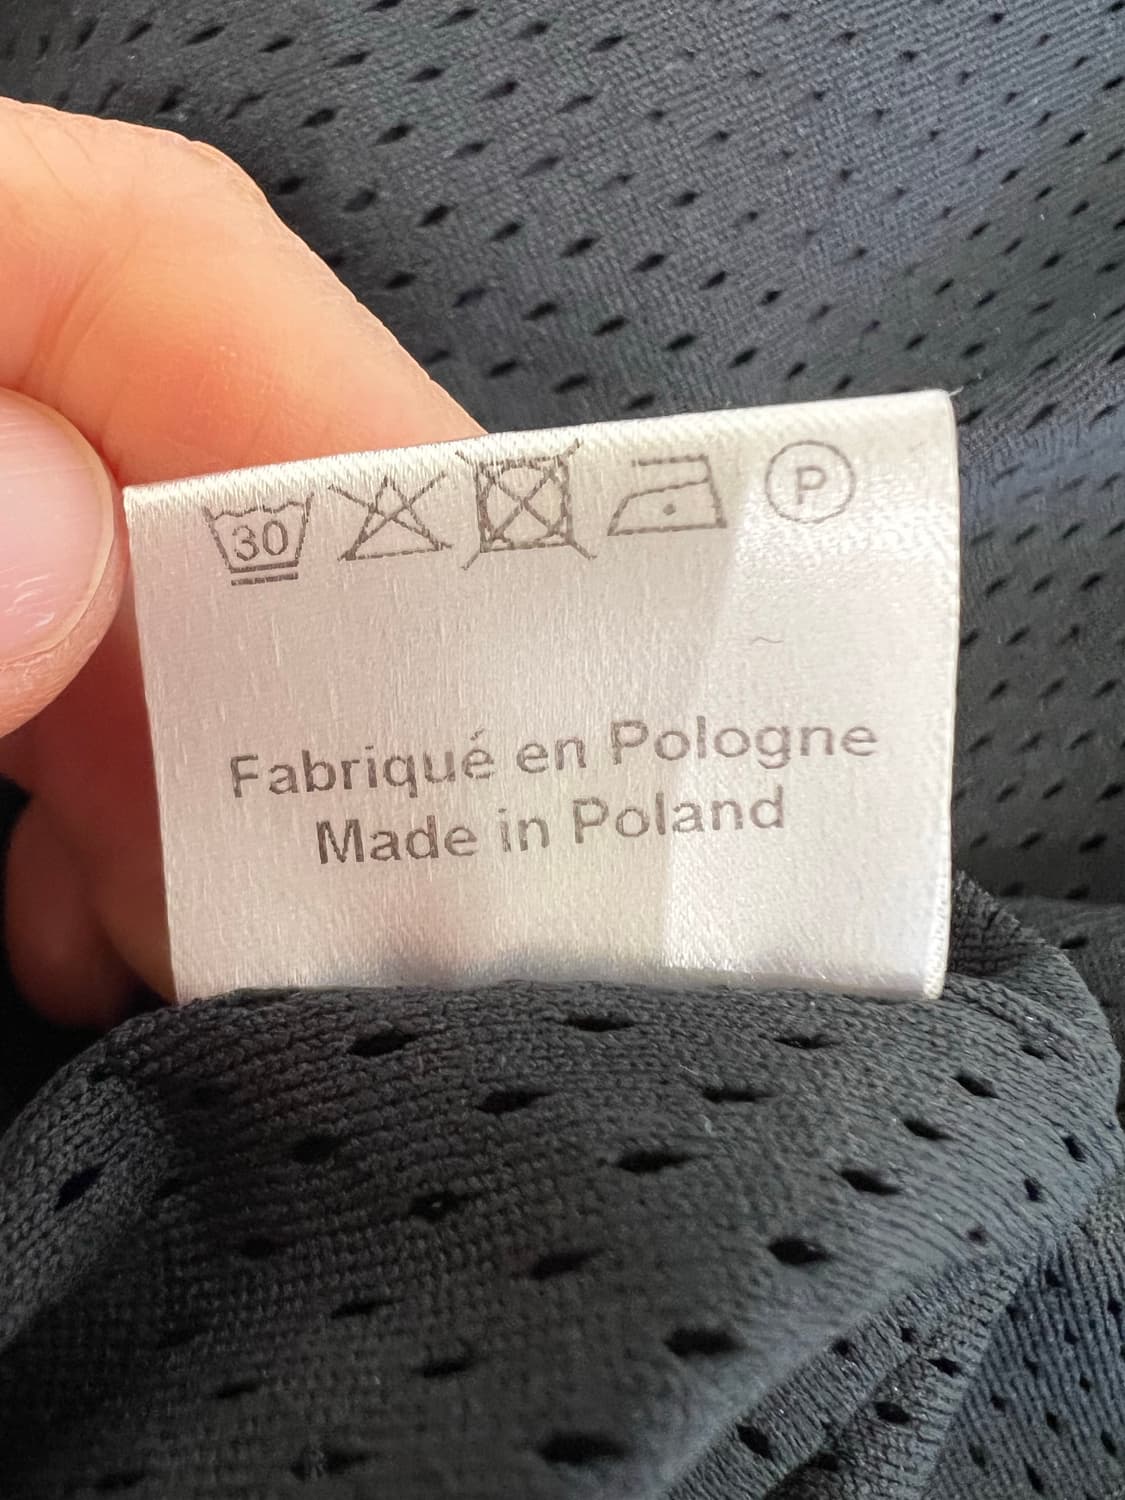 30 P
Fabriqué en Pologne
Made in Poland